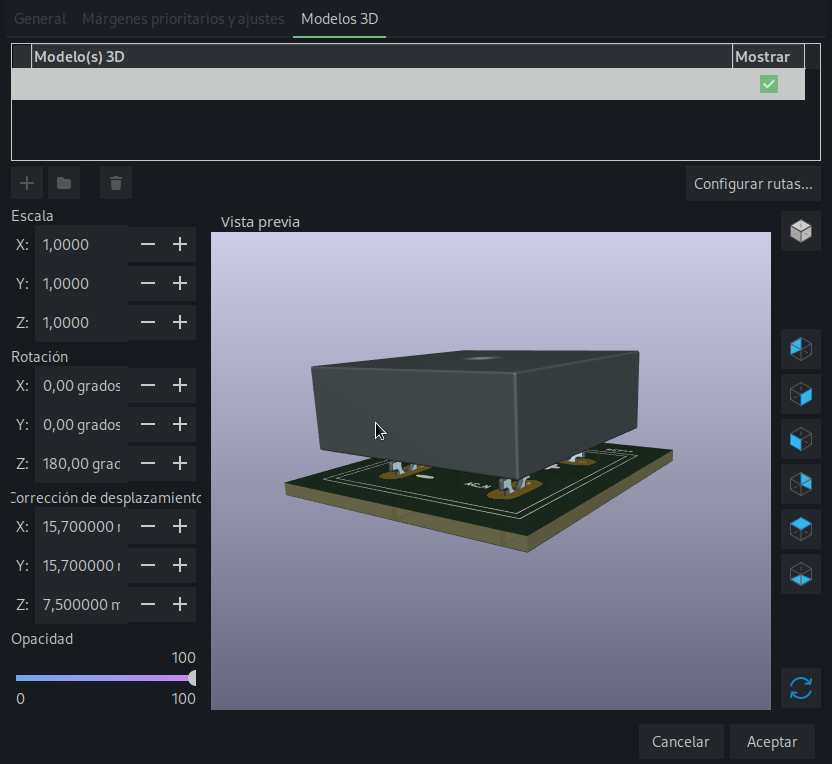 General Márgenes prioritarios y ajustes Modelos 3D
Modelo(s) 3D Mostrar
Configurar rutas...
Escala
Vista previa
X: 1,0000
Y: 1,0000
Z: 1,0000
Rotación
X: 0,00 grados
Y: 0,00 grados
Z: 180,00 grad
Corrección de desplazamiento
X: 15,700000 r
Y: 15,700000 r
Z: 7,500000 m
Opacidad
100
0 100
Cancelar Aceptar